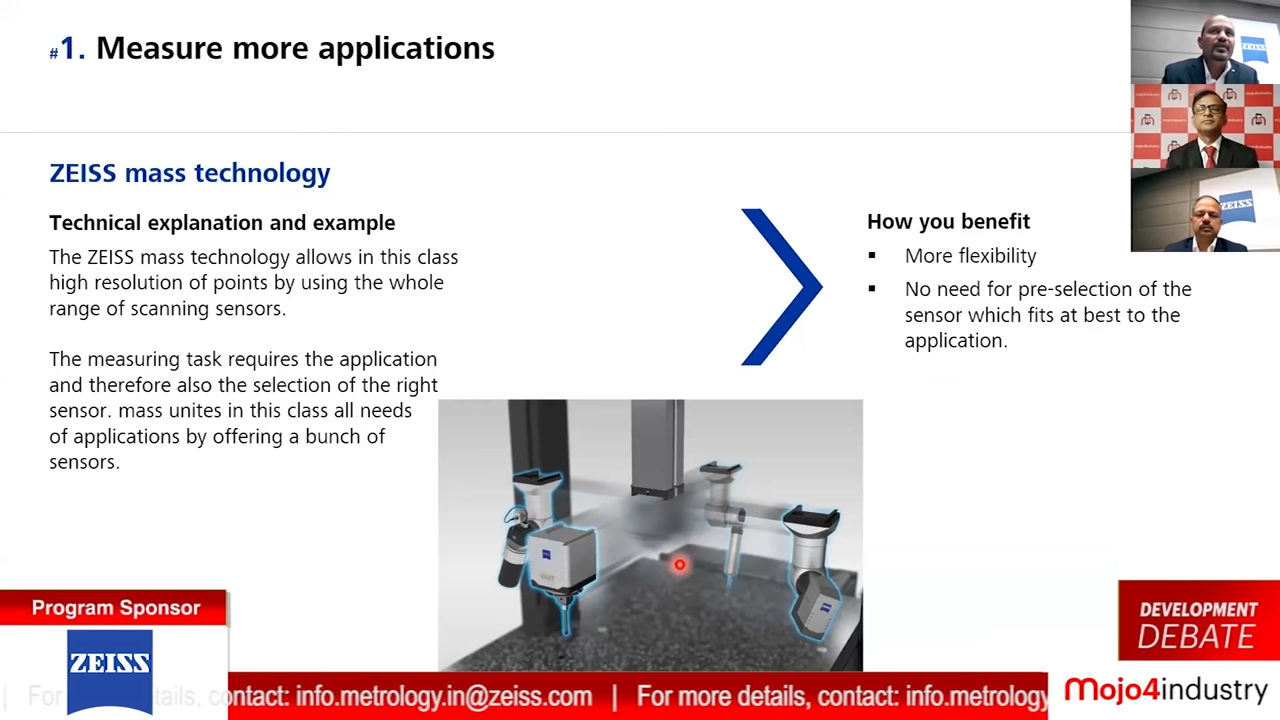 #1. Measure more applications
ZEISS mass technology
Technical explanation and example
The ZEISS mass technology allows in this class
high resolution of points by using the whole
range of scanning sensors.
The measuring task requires the application
and therefore also the selection of the right
sensor. mass unites in this class all needs
of applications by offering a bunch of
sensors.
How you benefit
▪ More flexibility
▪ No need for pre-selection of the
sensor which fits at best to the
application.
ZEISS
ZEISS
Program Sponsor
ZEISS
DEVELOPMENT
DEBATE
| For details, contact: info.metrology.in@zeiss.com | For more details, contact: info.metrology
Mojo4industry